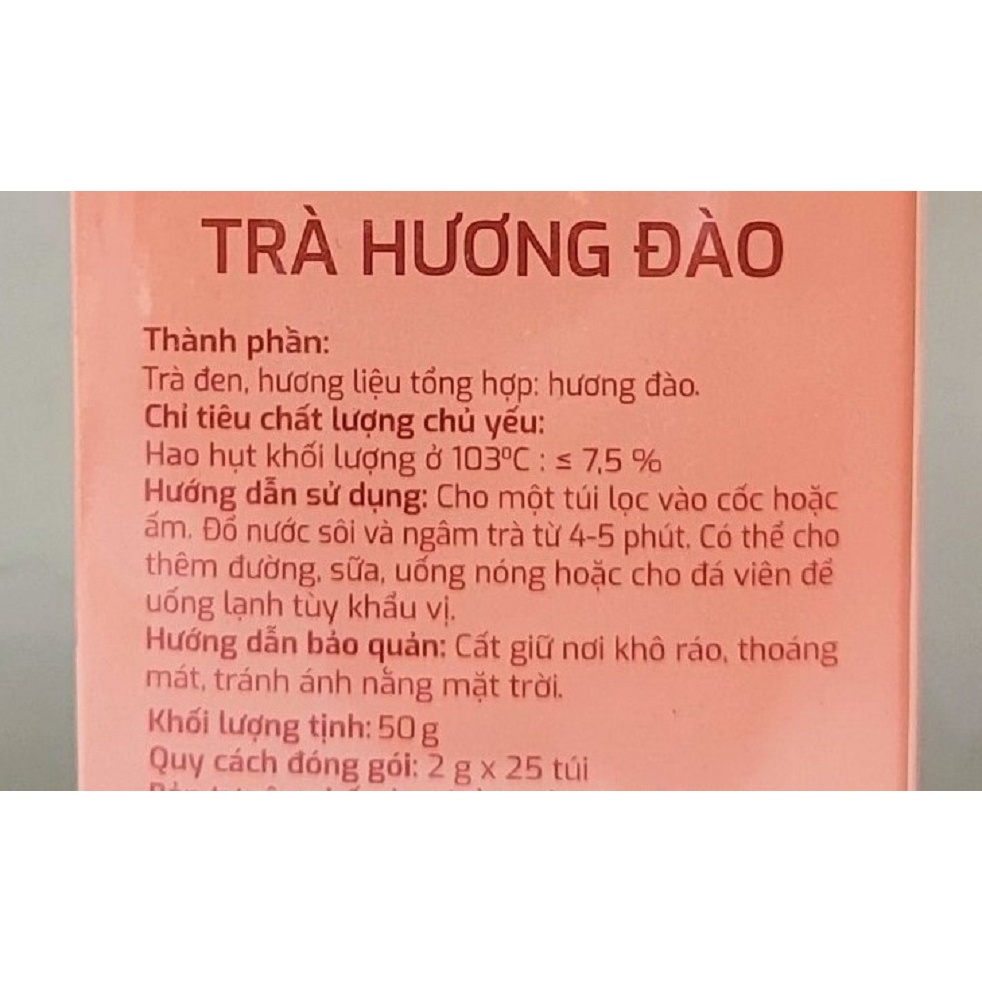 TRÀ HƯƠNG ĐÀO
Thành phần:
Trà đen, hương liệu tổng hợp: hương đào.
Chỉ tiêu chất lượng chủ yếu:
Hao hụt khối lượng ở 103⁰C : ≤ 7,5 %
Hướng dẫn sử dụng: Cho một túi lọc vào cốc hoặc
ấm. Đổ nước sôi và ngâm trà từ 4-5 phút. Có thể cho
thêm đường, sữa, uống nóng hoặc cho đá viên để
uống lạnh tùy khẩu vị.
Hướng dẫn bảo quản: Cất giữ nơi khô ráo, thoáng
mát, tránh ánh nắng mặt trời.
Khối lượng tịnh: 50 g
Quy cách đóng gói: 2 g x 25 túi